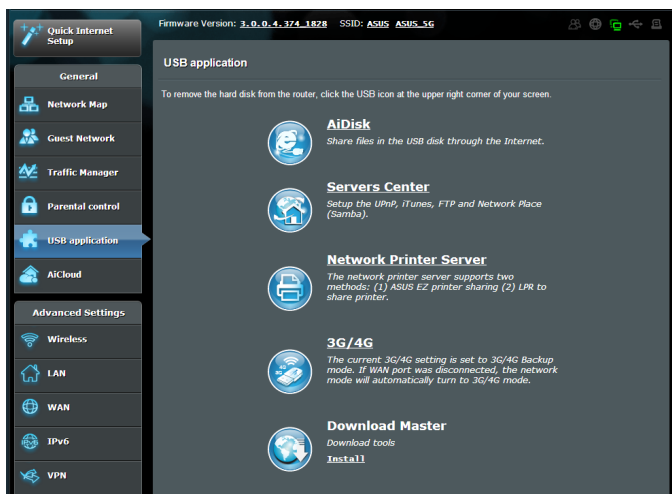 Quick Internet
Setup
Firmware Version: 3.0.0.4.374_1828 SSID: ASUS ASUS_5G
General
Network Map
Guest Network
Traffic Manager
Parental control
USB application
AiCloud
Advanced Settings
Wireless
LAN
WAN
IPv6
VPN
USB application
To remove the hard disk from the router, click the USB icon at the upper right corner of your screen.
AiDisk
Share files in the USB disk through the Internet.
Servers Center
Setup the UPnP, iTunes, FTP and Network Place
(Samba).
Network Printer Server
The network printer server supports two
methods: (1) ASUS EZ printer sharing (2) LPR to
share printer.
3G/4G
The current 3G/4G setting is set to 3G/4G Backup
mode. If WAN port was disconnected, the network
mode will automatically turn to 3G/4G mode.
Download Master
Download tools
Install